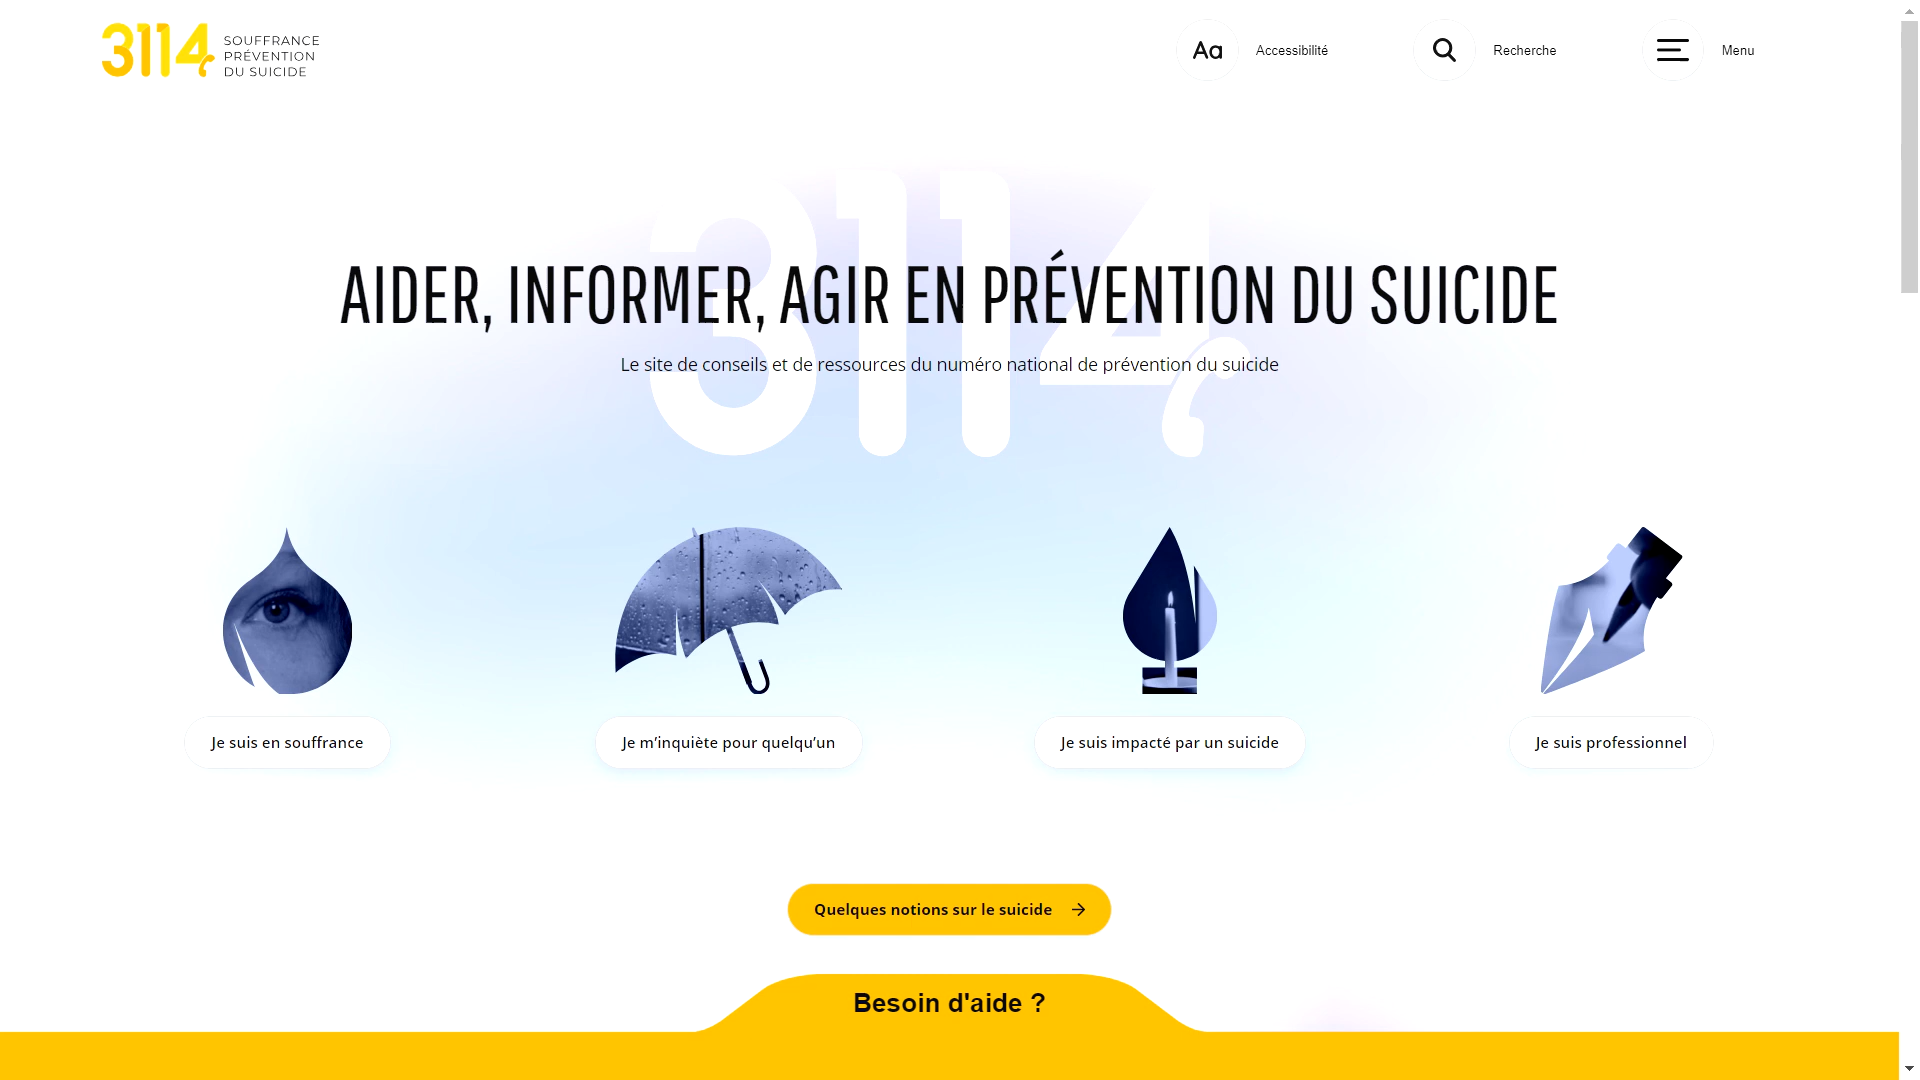 3114 SOUFFRANCE
PRÉVENTION
DU SUICIDE
Aa Accessibilité
Recherche
Menu
3114
AIDER, INFORMER, AGIR EN PRÉVENTION DU SUICIDE
Le site de conseils et de ressources du numéro national de prévention du suicide
Je suis en souffrance
Je m’inquiète pour quelqu’un
Je suis impacté par un suicide
Je suis professionnel
Quelques notions sur le suicide
Besoin d'aide ?